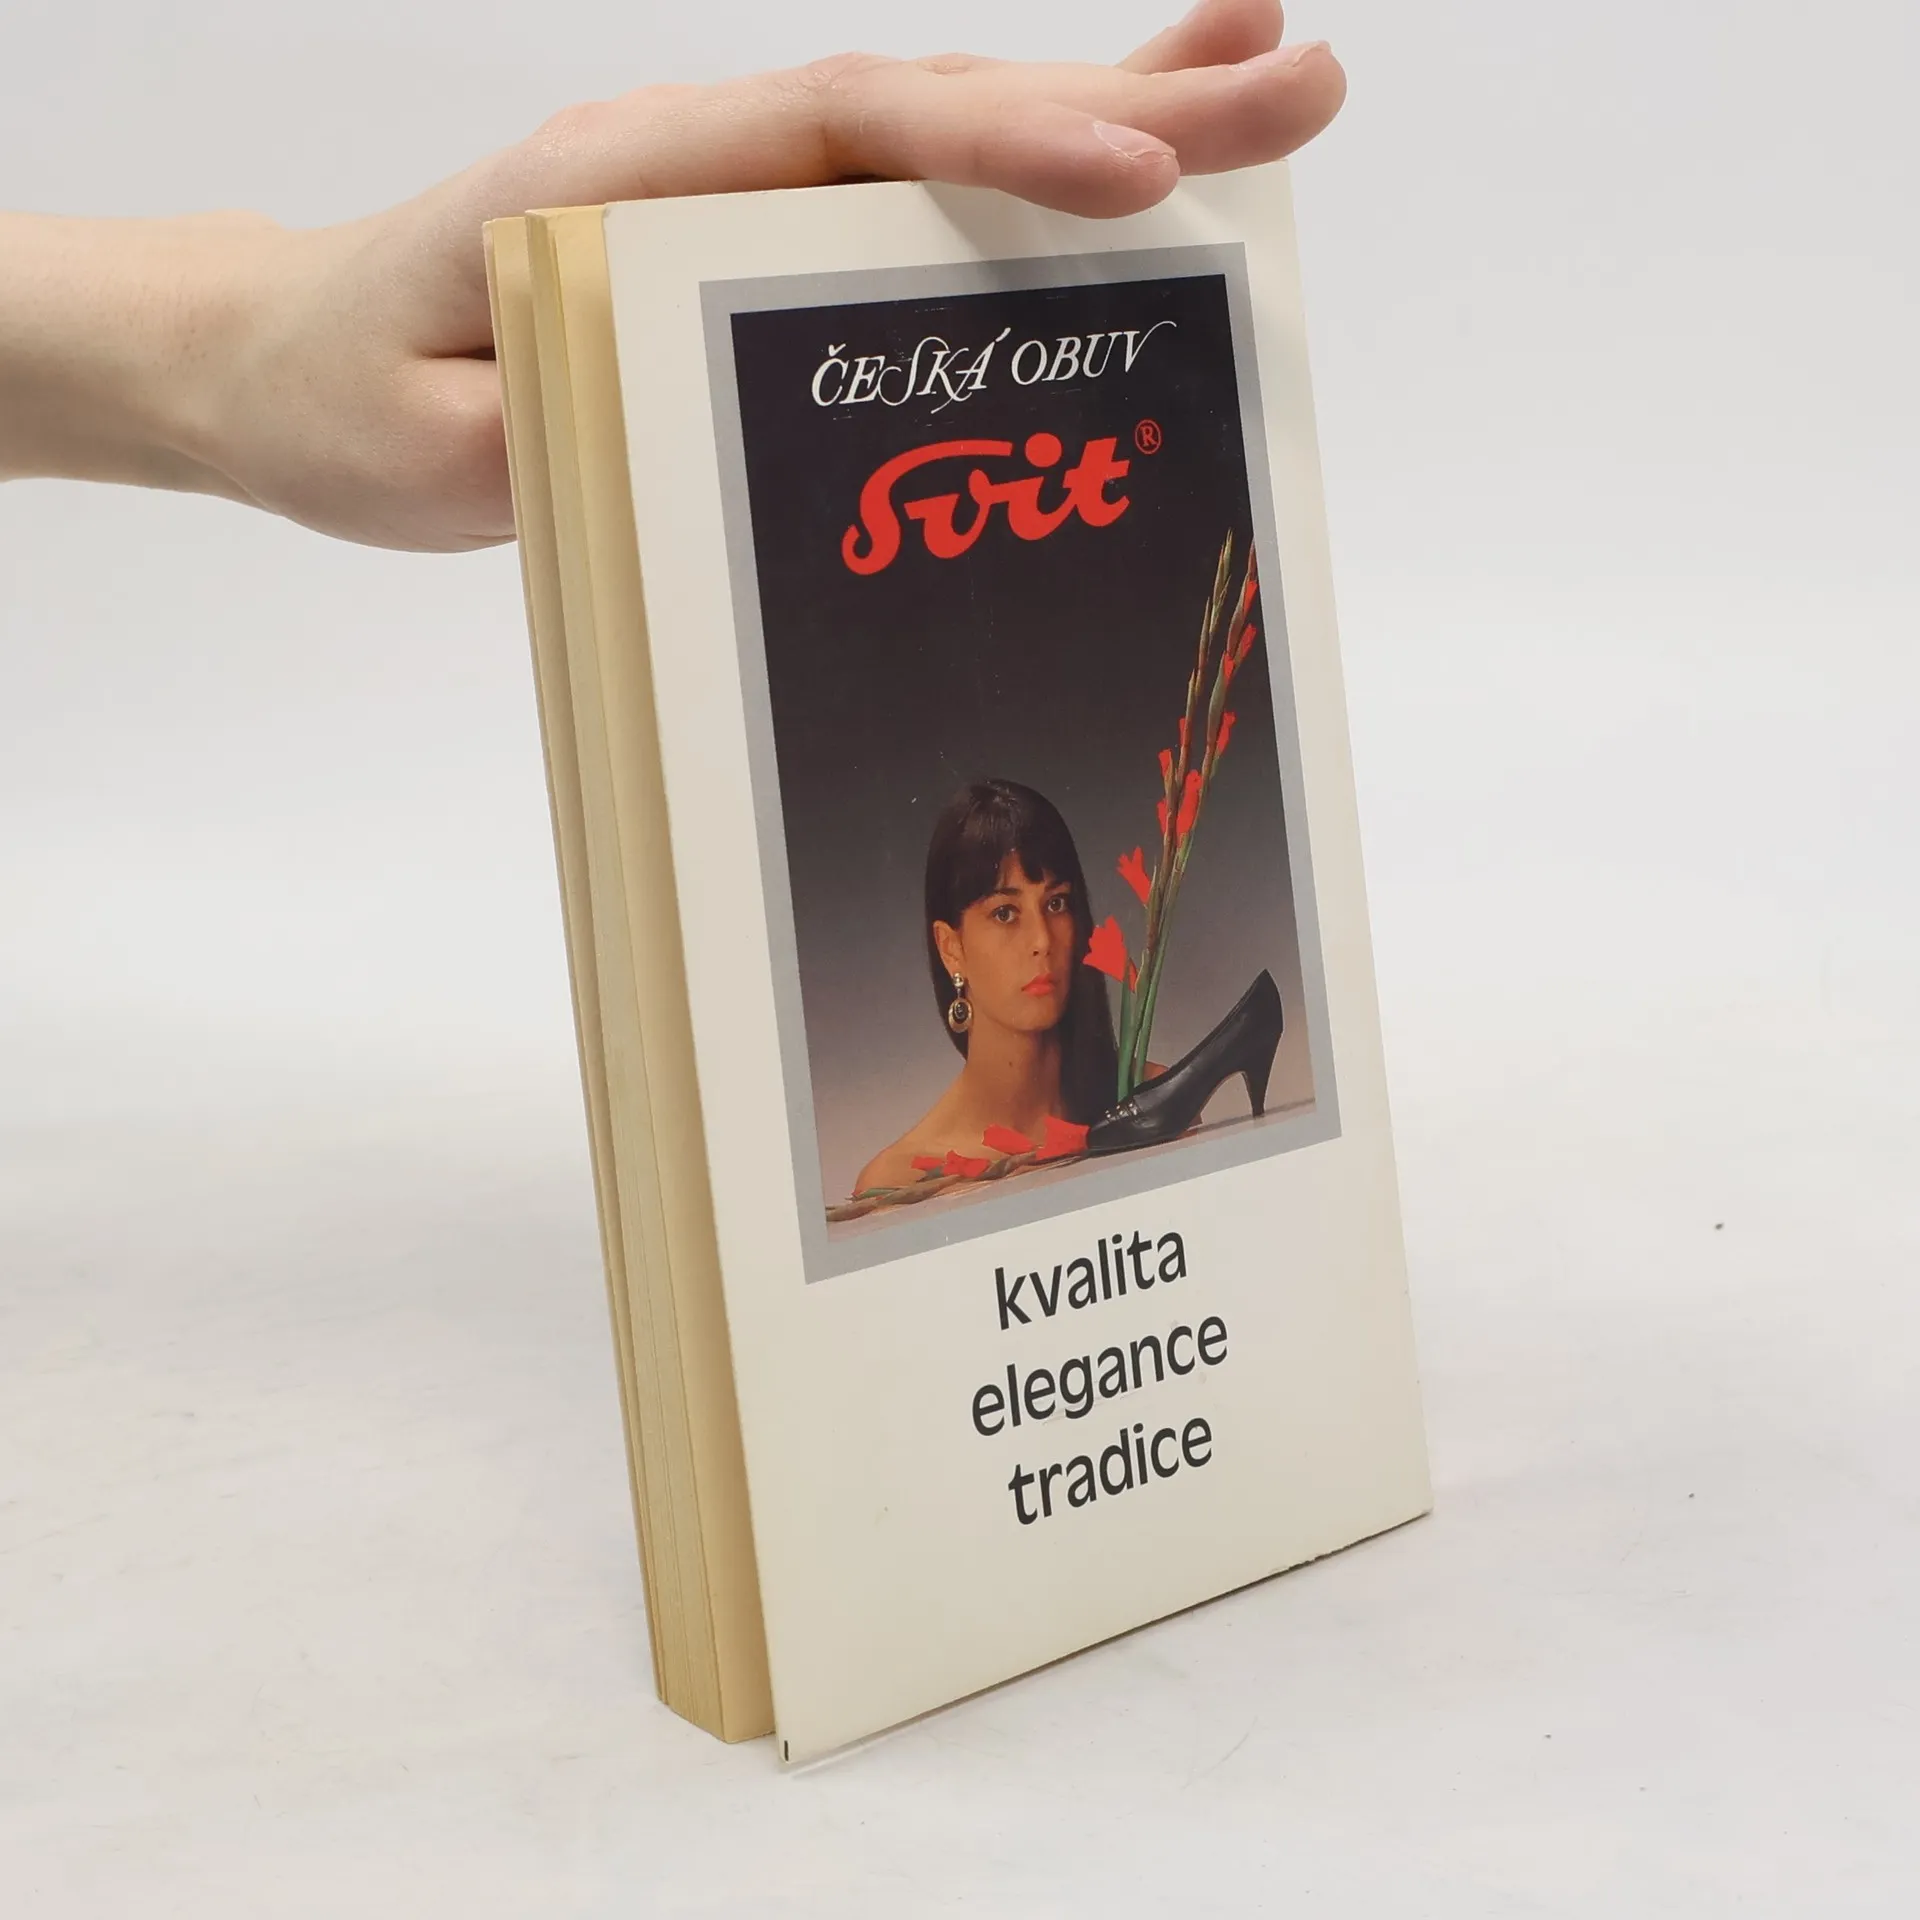 ČESKÁ OBUV
Svit®
kvalita
elegance
tradice